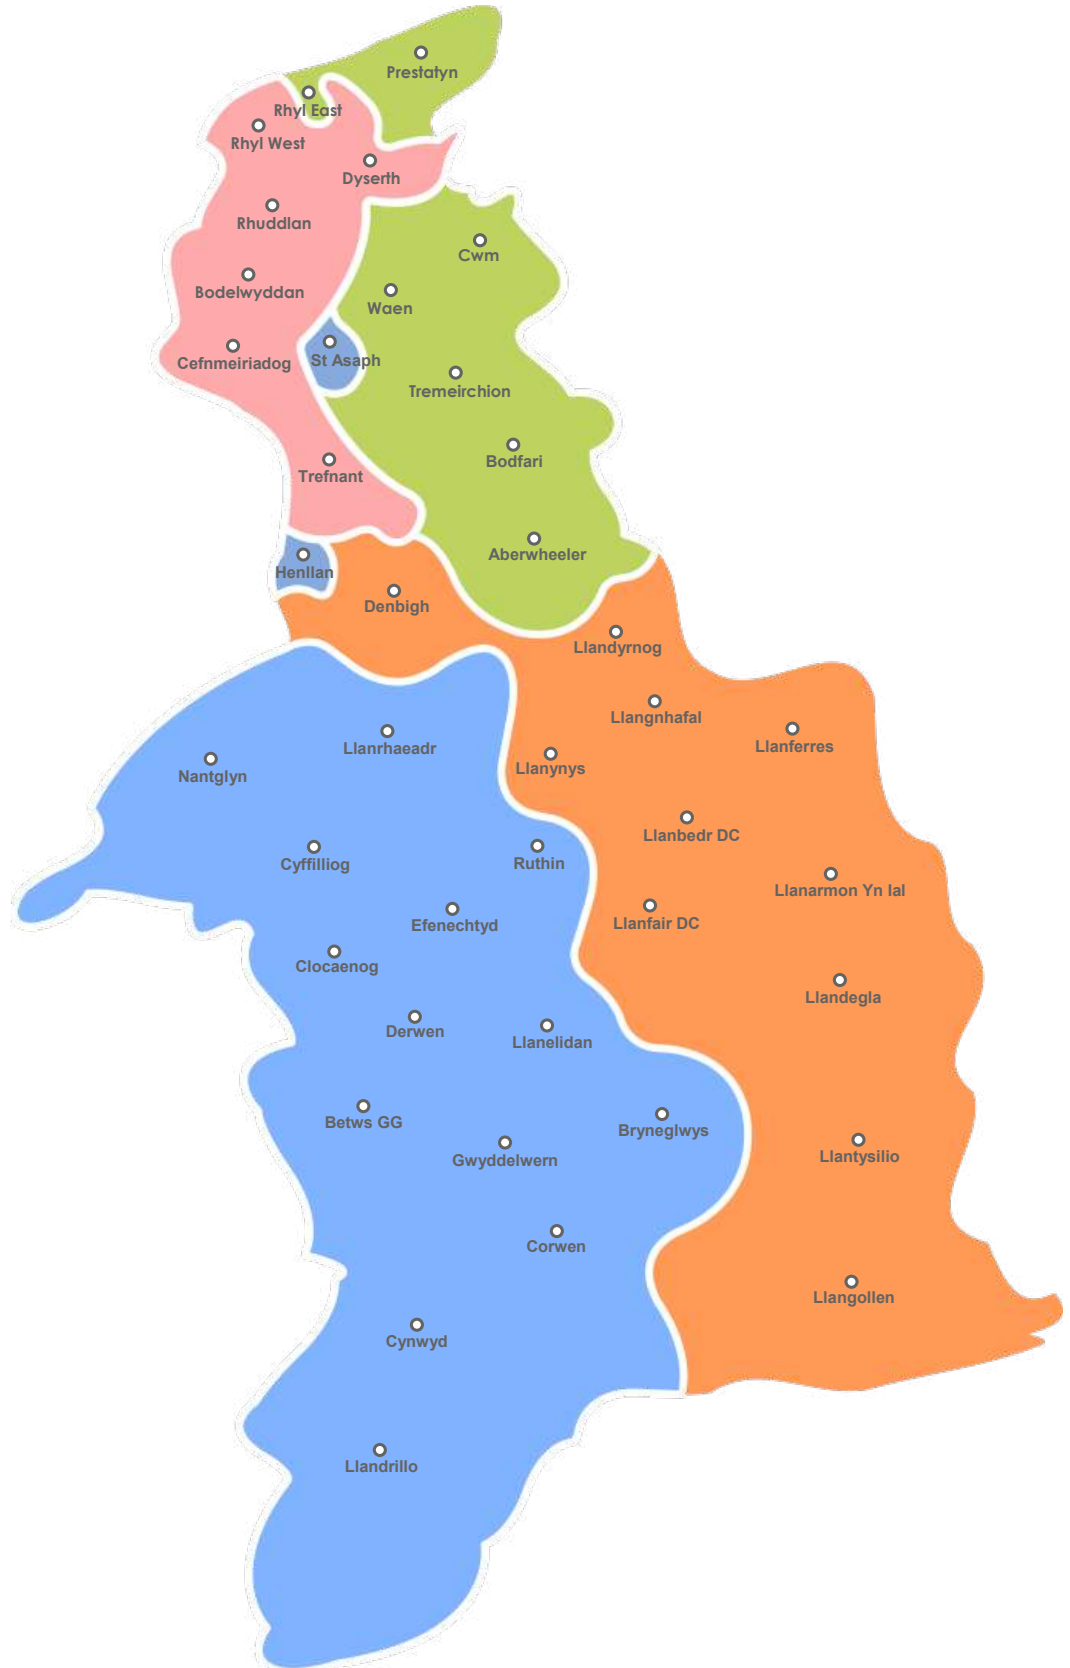 Prestatyn
Rhyl East
Rhyl West
Dyserth
Rhuddlan
Cwm
Bodelwyddan
Waen
St Asaph
Cefnmeiriadog
Tremeirchion
Bodfari
Trefnant
Aberwheeler
Henllan
Denbigh
Llandyrnog
Llangnhafal
Llanferres
Llanrhaeadr
Llanynys
Nantglyn
Llanbedr DC
Cyffilliog
Ruthin
Llanarmon Yn Ial
Efenechtyd
Llanfair DC
Clocaenog
Llandegla
Derwen
Llanelidan
Betws GG
Bryneglwys
Llantysilio
Gwyddelwern
Corwen
Llangollen
Cynwyd
Llandrillo